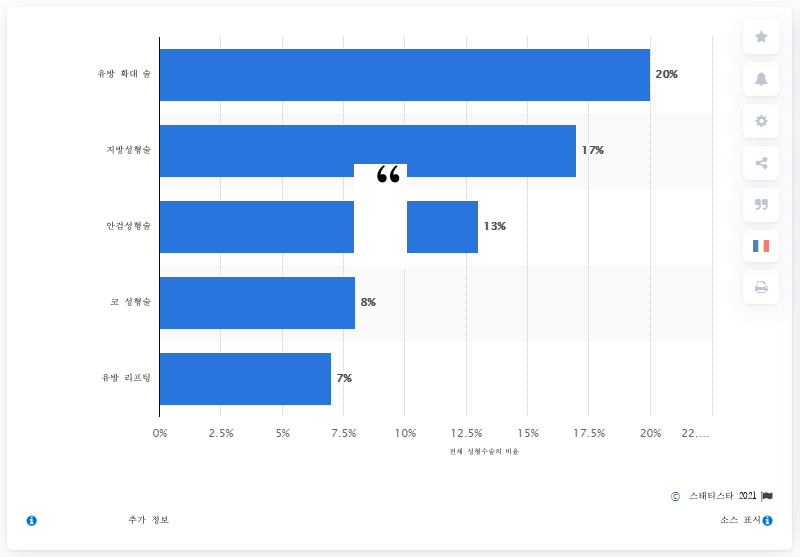 유방 확대 술
20%
지방성형술
17%
“
안검성형술
13%
코 성형술
8%
유방 리프팅
7%
0% 2.5% 5% 7.5% 10% 12.5% 15% 17.5% 20% 22....
전체 성형수술의 비율
© 스태티스타 2021
추가 정보
소스 표시